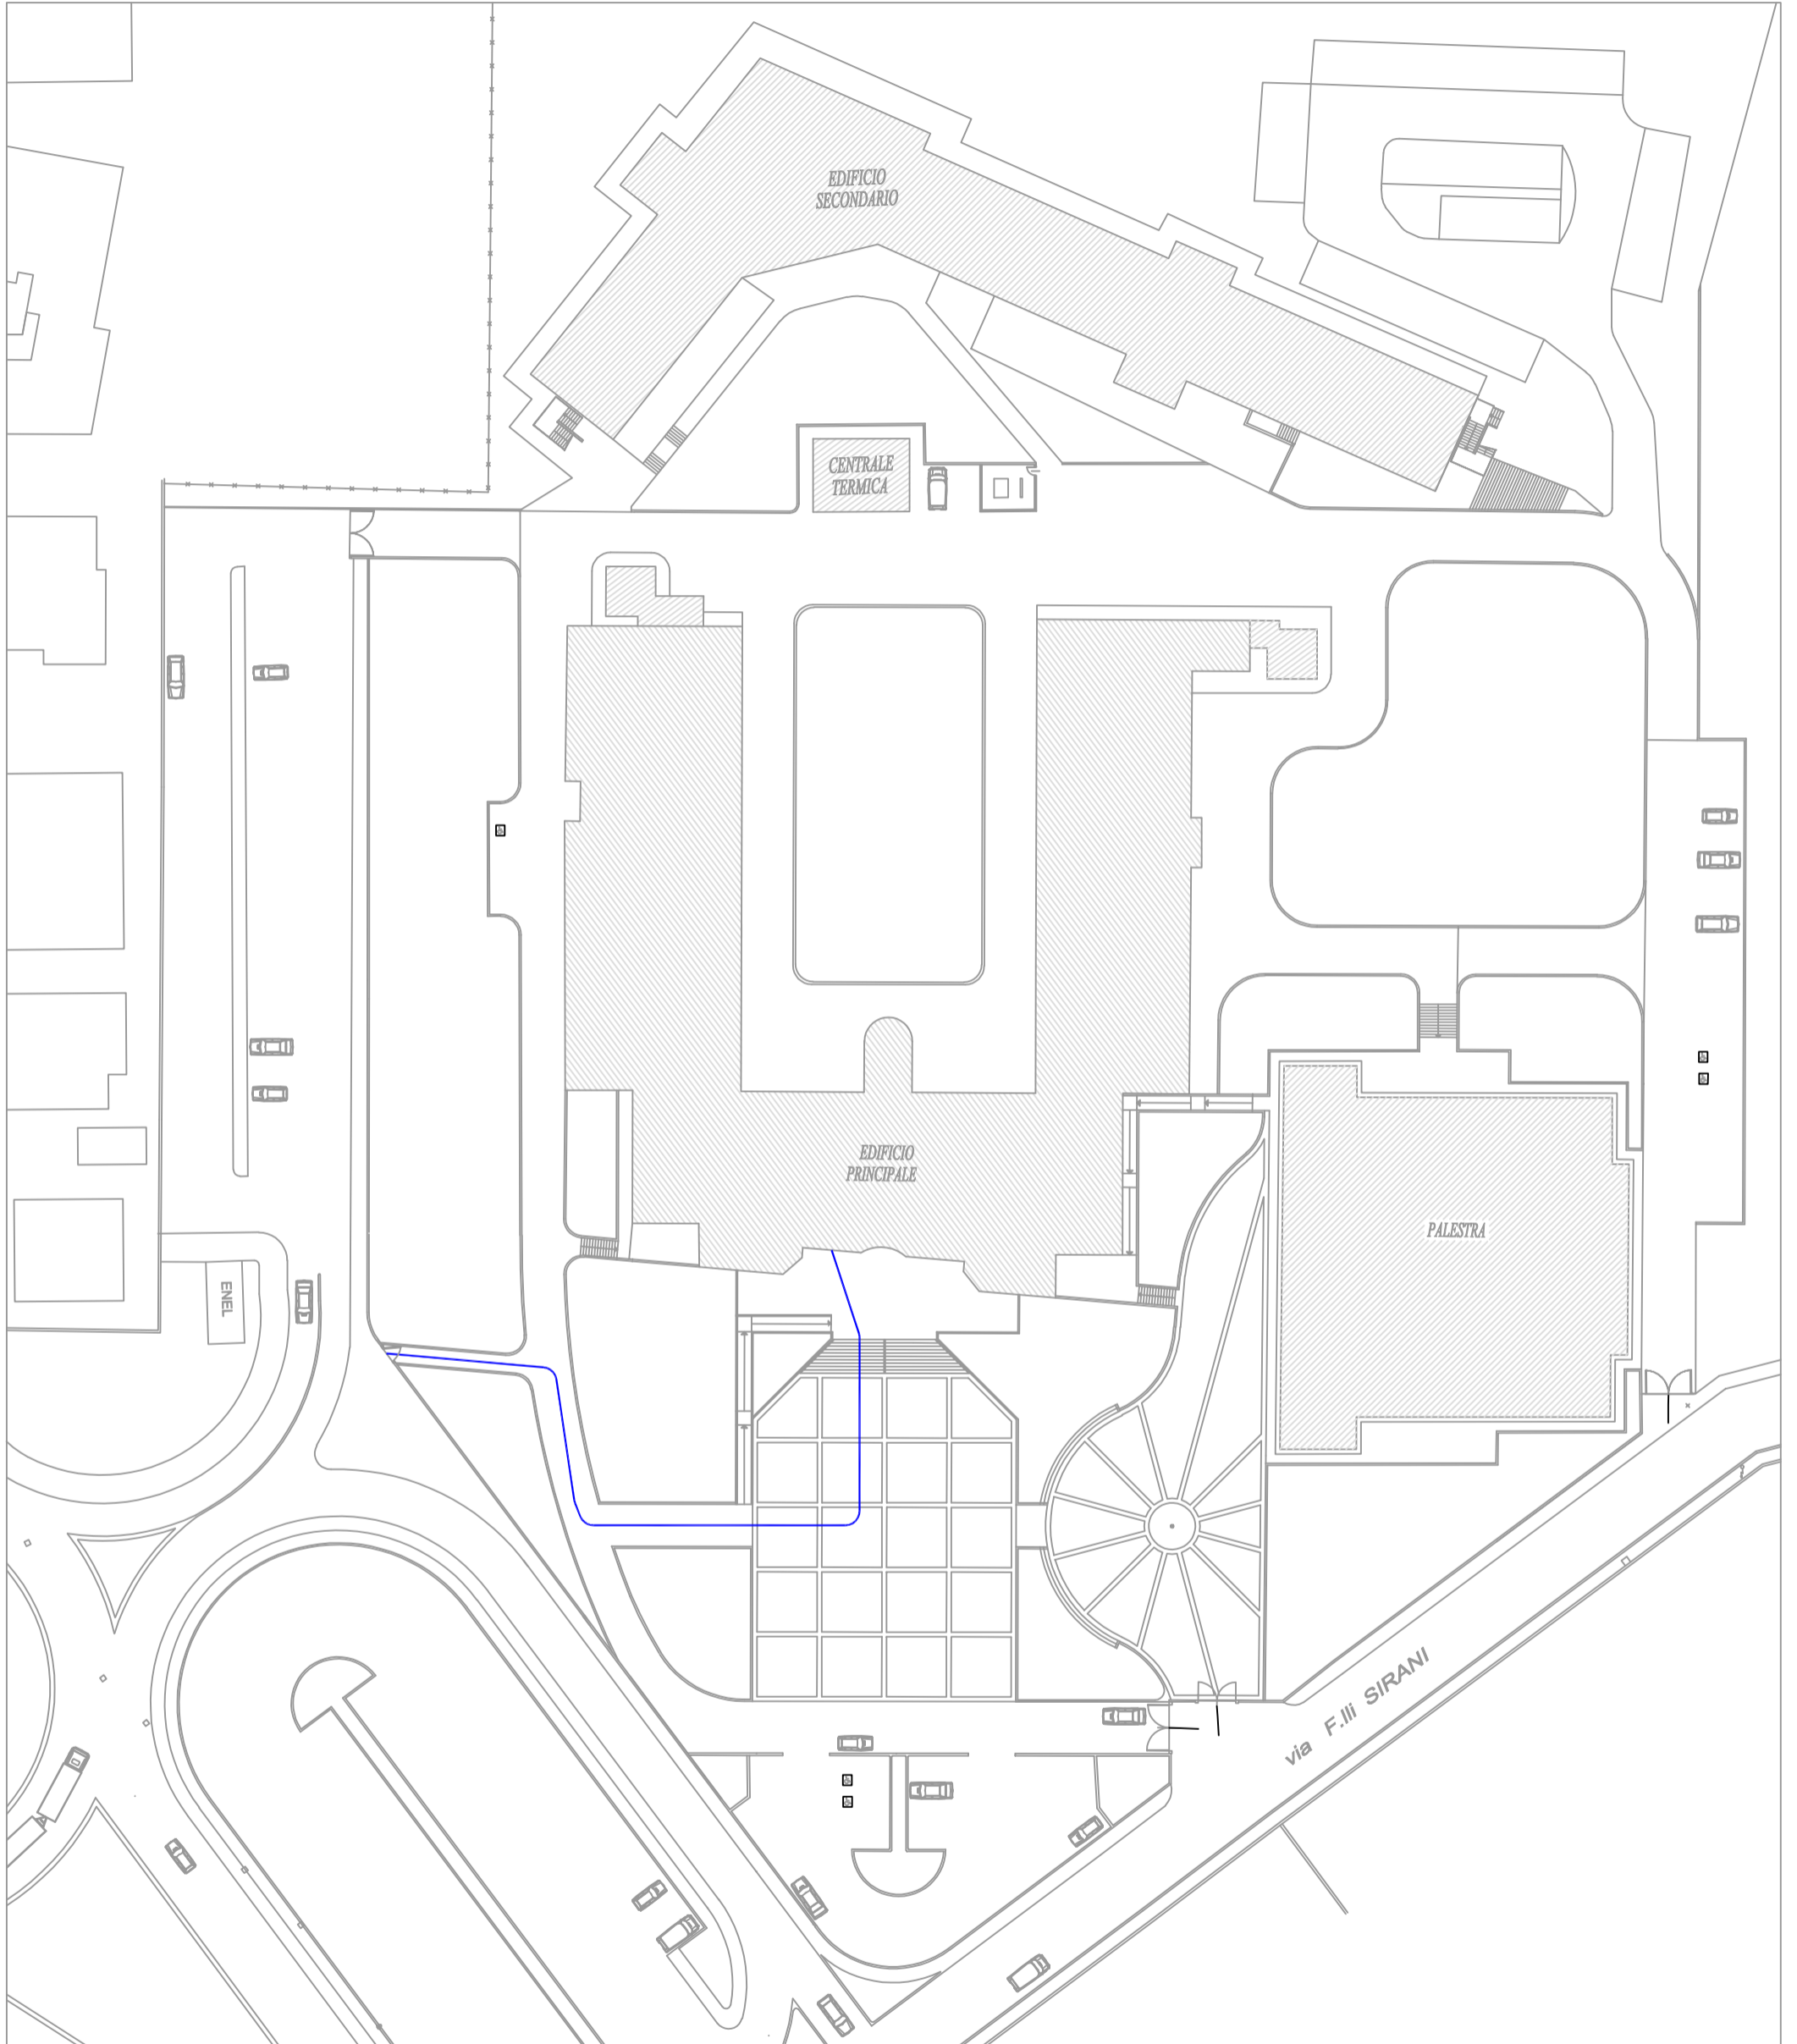 EDIFICIO
SECONDARIO
CENTRALE
TERMICA
EDIFICIO
PRINCIPALE
PALESTRA
ENEL
via F.lli SIRANI